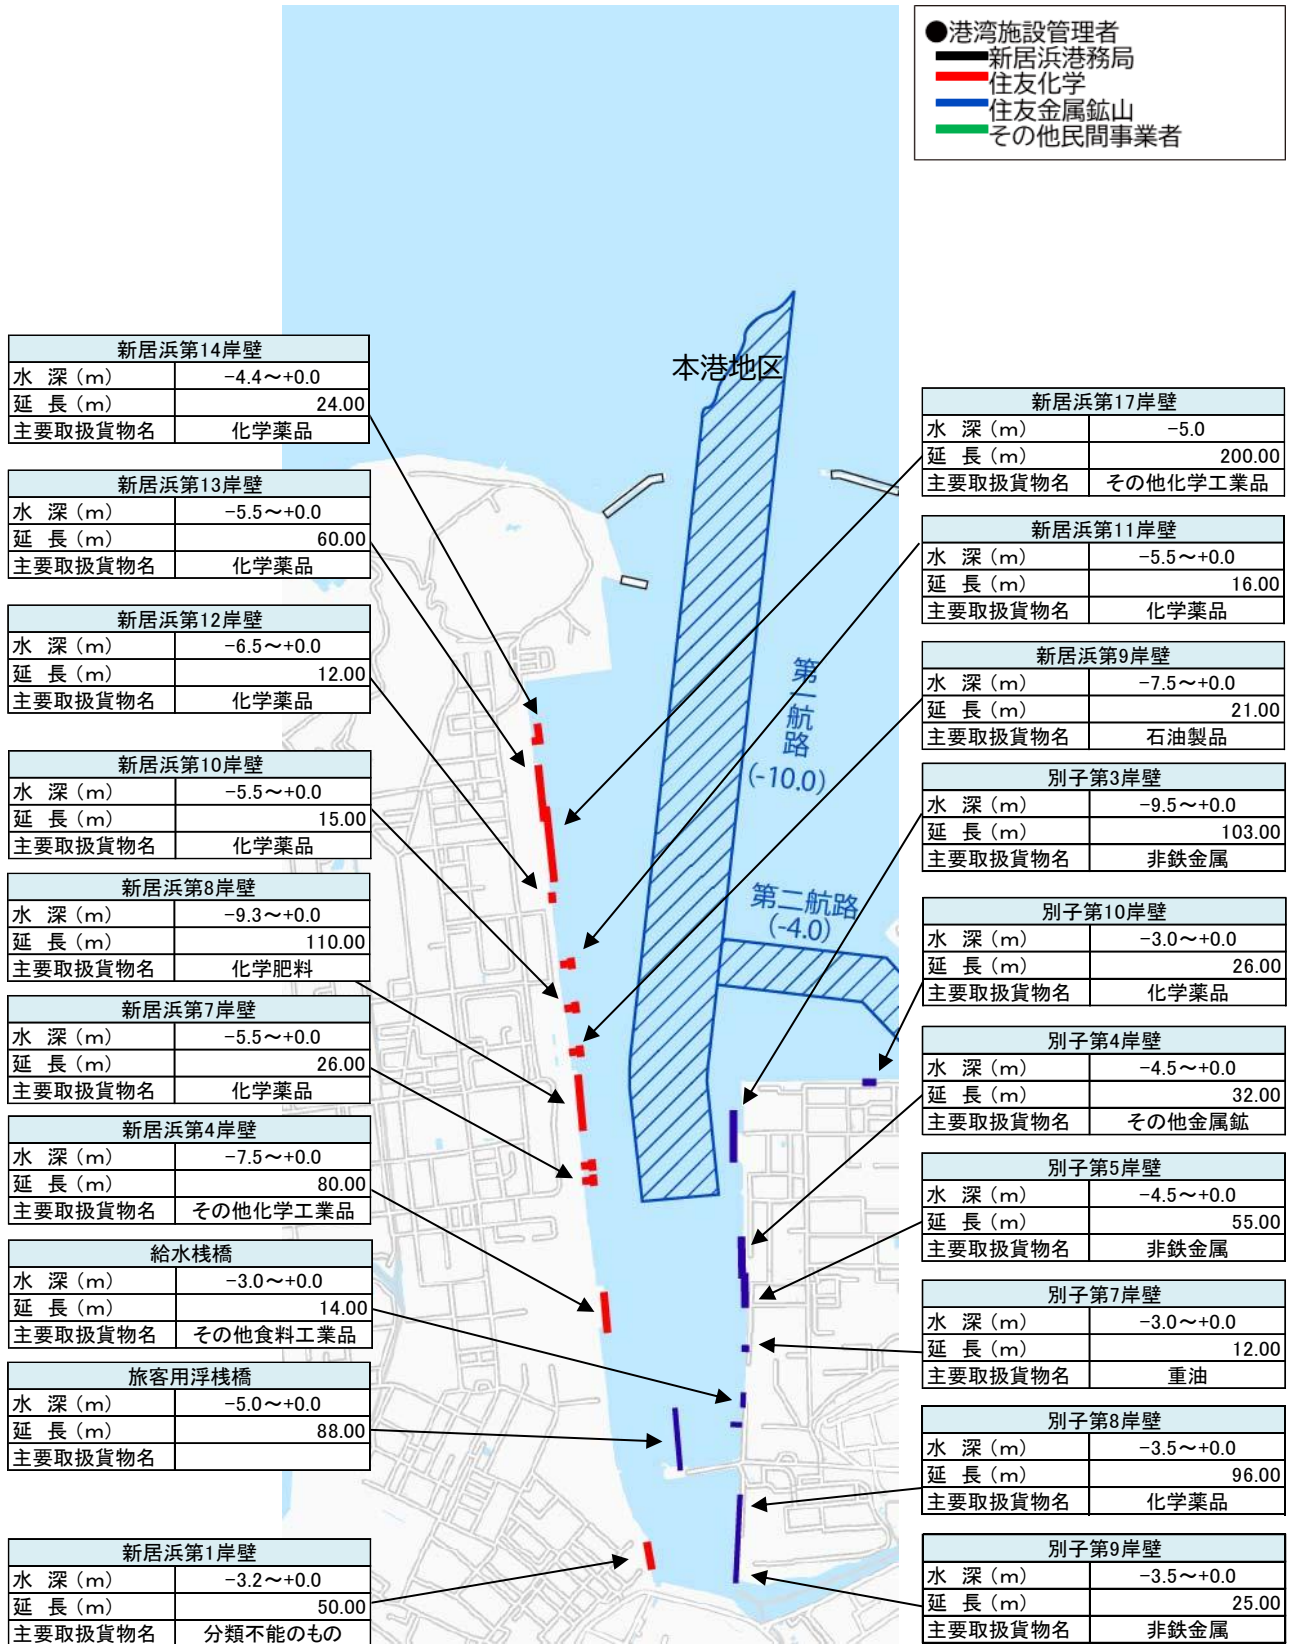 ●港湾施設管理者
新居浜港務局
住友化学
住友金属鉱山
その他民間事業者
本港地区
第一航路
(-10.0)
第二航路
(-4.0)
新居浜第14岸壁
水 深（m） -4.4～+0.0
延 長（m） 24.00
主要取扱貨物名 化学薬品
新居浜第13岸壁
水 深（m） -5.5～+0.0
延 長（m） 60.00
主要取扱貨物名 化学薬品
新居浜第12岸壁
水 深（m） -6.5～+0.0
延 長（m） 12.00
主要取扱貨物名 化学薬品
新居浜第10岸壁
水 深（m） -5.5～+0.0
延 長（m） 15.00
主要取扱貨物名 化学薬品
新居浜第8岸壁
水 深（m） -9.3～+0.0
延 長（m） 110.00
主要取扱貨物名 化学肥料
新居浜第7岸壁
水 深（m） -5.5～+0.0
延 長（m） 26.00
主要取扱貨物名 化学薬品
新居浜第4岸壁
水 深（m） -7.5～+0.0
延 長（m） 80.00
主要取扱貨物名 その他化学工業品
給水桟橋
水 深（m） -3.0～+0.0
延 長（m） 14.00
主要取扱貨物名 その他食料工業品
旅客用浮桟橋
水 深（m） -5.0～+0.0
延 長（m） 88.00
主要取扱貨物名
新居浜第1岸壁
水 深（m） -3.2～+0.0
延 長（m） 50.00
主要取扱貨物名 分類不能のもの
新居浜第17岸壁
水 深（m） -5.0
延 長（m） 200.00
主要取扱貨物名 その他化学工業品
新居浜第11岸壁
水 深（m） -5.5～+0.0
延 長（m） 16.00
主要取扱貨物名 化学薬品
新居浜第9岸壁
水 深（m） -7.5～+0.0
延 長（m） 21.00
主要取扱貨物名 石油製品
別子第3岸壁
水 深（m） -9.5～+0.0
延 長（m） 103.00
主要取扱貨物名 非鉄金属
別子第10岸壁
水 深（m） -3.0～+0.0
延 長（m） 26.00
主要取扱貨物名 化学薬品
別子第4岸壁
水 深（m） -4.5～+0.0
延 長（m） 32.00
主要取扱貨物名 その他金属鉱
別子第5岸壁
水 深（m） -4.5～+0.0
延 長（m） 55.00
主要取扱貨物名 非鉄金属
別子第7岸壁
水 深（m） -3.0～+0.0
延 長（m） 12.00
主要取扱貨物名 重油
別子第8岸壁
水 深（m） -3.5～+0.0
延 長（m） 96.00
主要取扱貨物名 化学薬品
別子第9岸壁
水 深（m） -3.5～+0.0
延 長（m） 25.00
主要取扱貨物名 非鉄金属